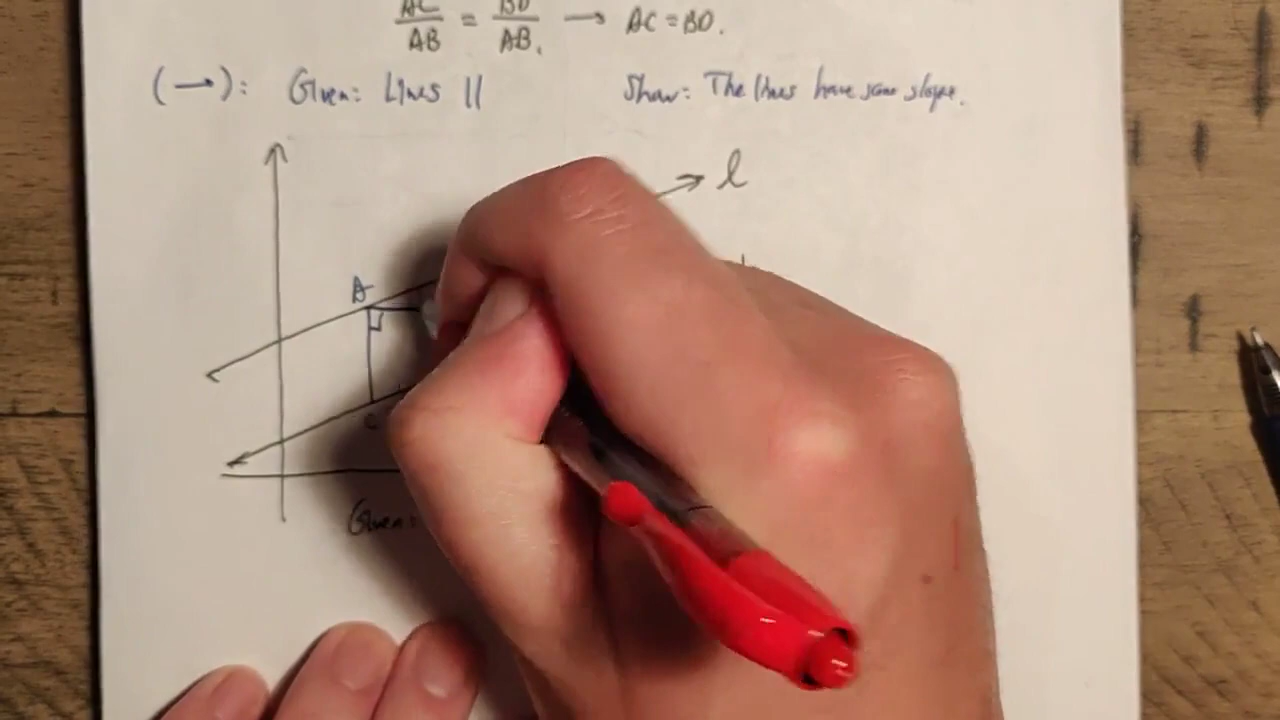 AC/AB = BD/AB. → AC = BD.
(→): Given: Lines || Show: The lines have same slope.
l
A
C
Given: